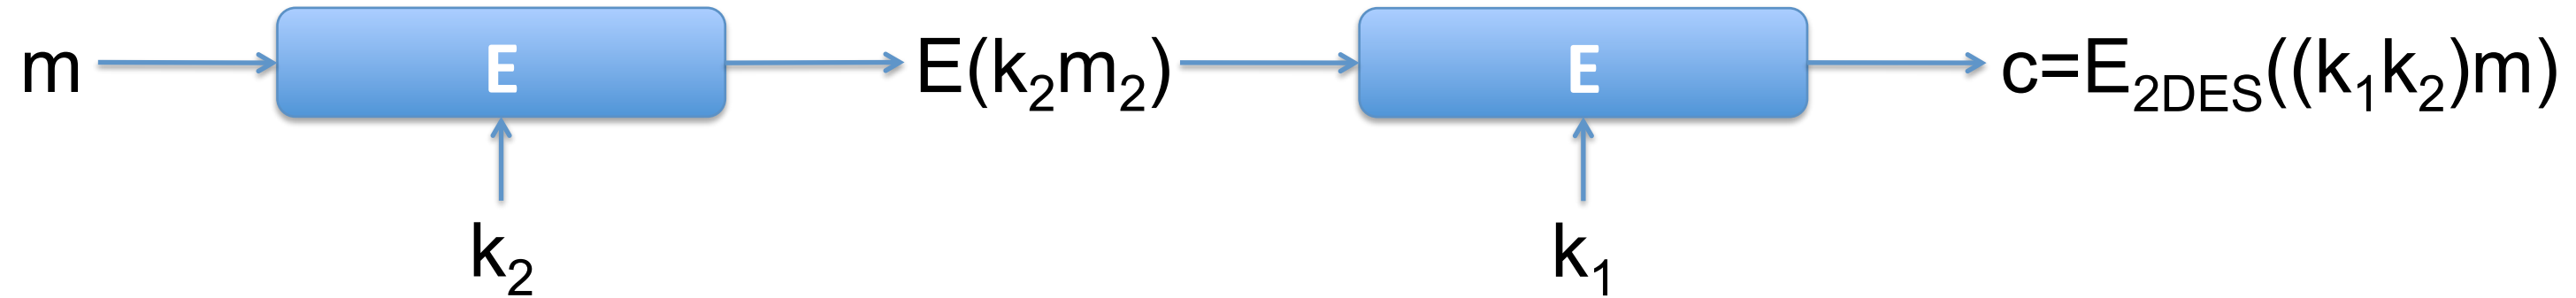 m E E(k₂m₂) E c=E₂DES((k₁k₂)m)
k₂ k₁